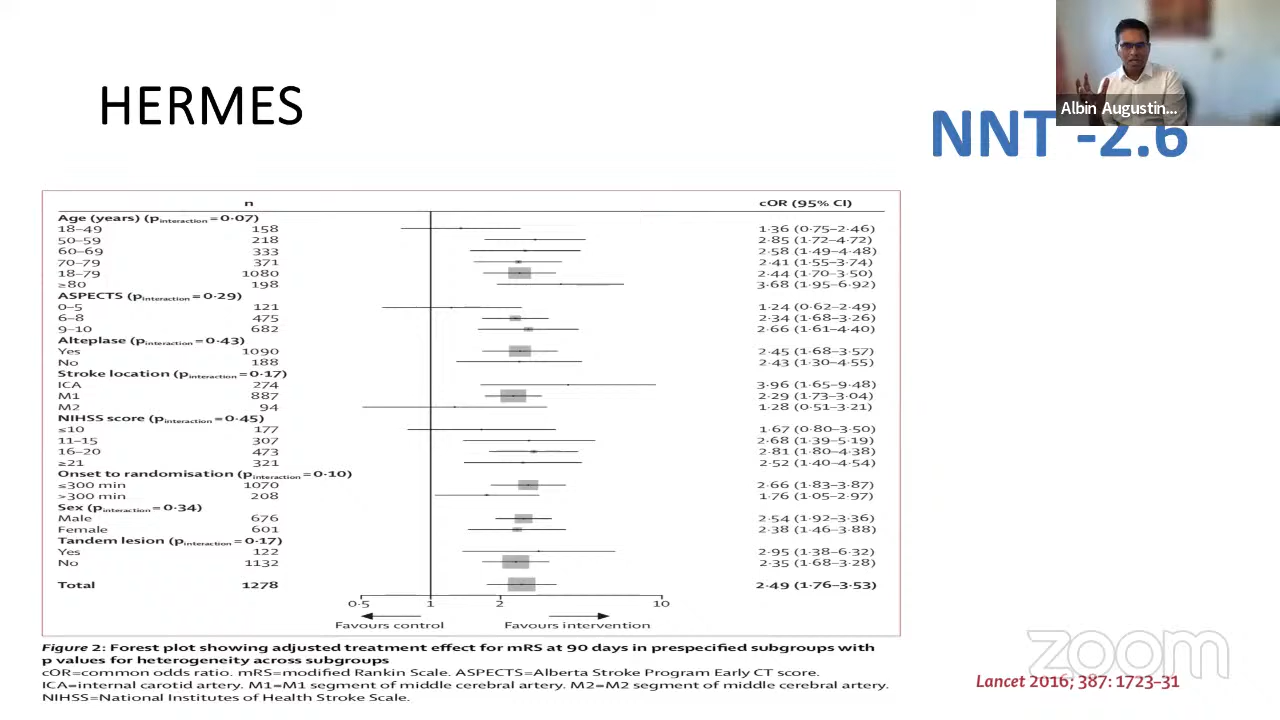 HERMES
Albin Augustin...
NNT -2.6
n cOR (95% CI)
Age (years) (pinteraction=0·07)
18–49 158 1·36 (0·75–2·46)
50–59 218 2·85 (1·72–4·72)
60–69 333 2·58 (1·49–4·48)
70–79 371 2·41 (1·55–3·74)
18–79 1080 2·44 (1·70–3·50)
≥80 198 3·68 (1·95–6·92)
ASPECTS (pinteraction=0·29)
0–5 121 1·24 (0·62–2·49)
6–8 475 2·34 (1·68–3·26)
9–10 682 2·66 (1·61–4·40)
Alteplase (pinteraction=0·43)
Yes 1090 2·45 (1·68–3·57)
No 188 2·43 (1·30–4·55)
Stroke location (pinteraction=0·17)
ICA 274 3·96 (1·65–9·48)
M1 887 2·29 (1·73–3·04)
M2 94 1·28 (0·51–3·21)
NIHSS score (pinteraction=0·45)
≤10 177 1·67 (0·80–3·50)
11–15 307 2·68 (1·39–5·19)
16–20 473 2·81 (1·80–4·38)
≥21 321 2·52 (1·40–4·54)
Onset to randomisation (pinteraction=0·10)
≤300 min 1070 2·66 (1·83–3·87)
>300 min 208 1·76 (1·05–2·97)
Sex (pinteraction=0·34)
Male 676 2·54 (1·92–3·36)
Female 601 2·38 (1·46–3·88)
Tandem lesion (pinteraction=0·17)
Yes 122 2·95 (1·38–6·32)
No 1132 2·35 (1·68–3·28)
Total 1278 2·49 (1·76–3·53)
0·5 1 2 10
Favours control Favours intervention
Figure 2: Forest plot showing adjusted treatment effect for mRS at 90 days in prespecified subgroups with
p values for heterogeneity across subgroups
cOR=common odds ratio. mRS=modified Rankin Scale. ASPECTS=Alberta Stroke Program Early CT score.
ICA=internal carotid artery. M1=M1 segment of middle cerebral artery. M2=M2 segment of middle cerebral artery.
NIHSS=National Institutes of Health Stroke Scale.
zoom
Lancet 2016; 387: 1723–31